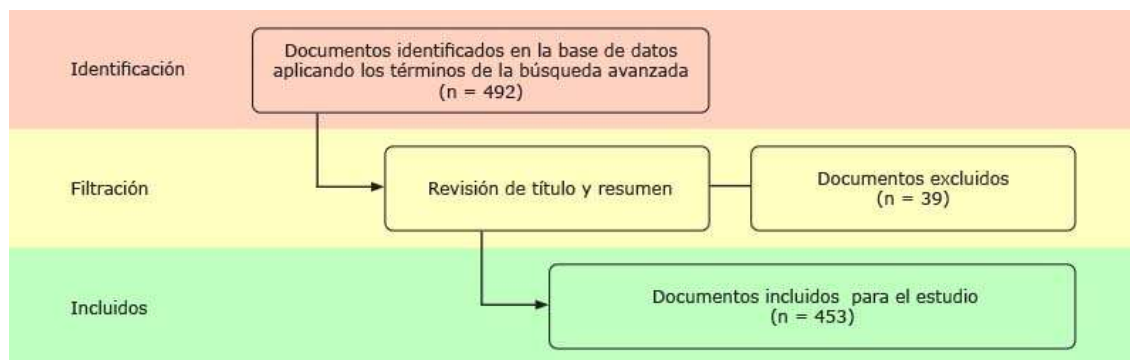 Identificación
Documentos identificados en la base de datos
aplicando los términos de la búsqueda avanzada
(n = 492)
Filtración
Revisión de título y resumen
Documentos excluidos
(n = 39)
Incluidos
Documentos incluidos para el estudio
(n = 453)